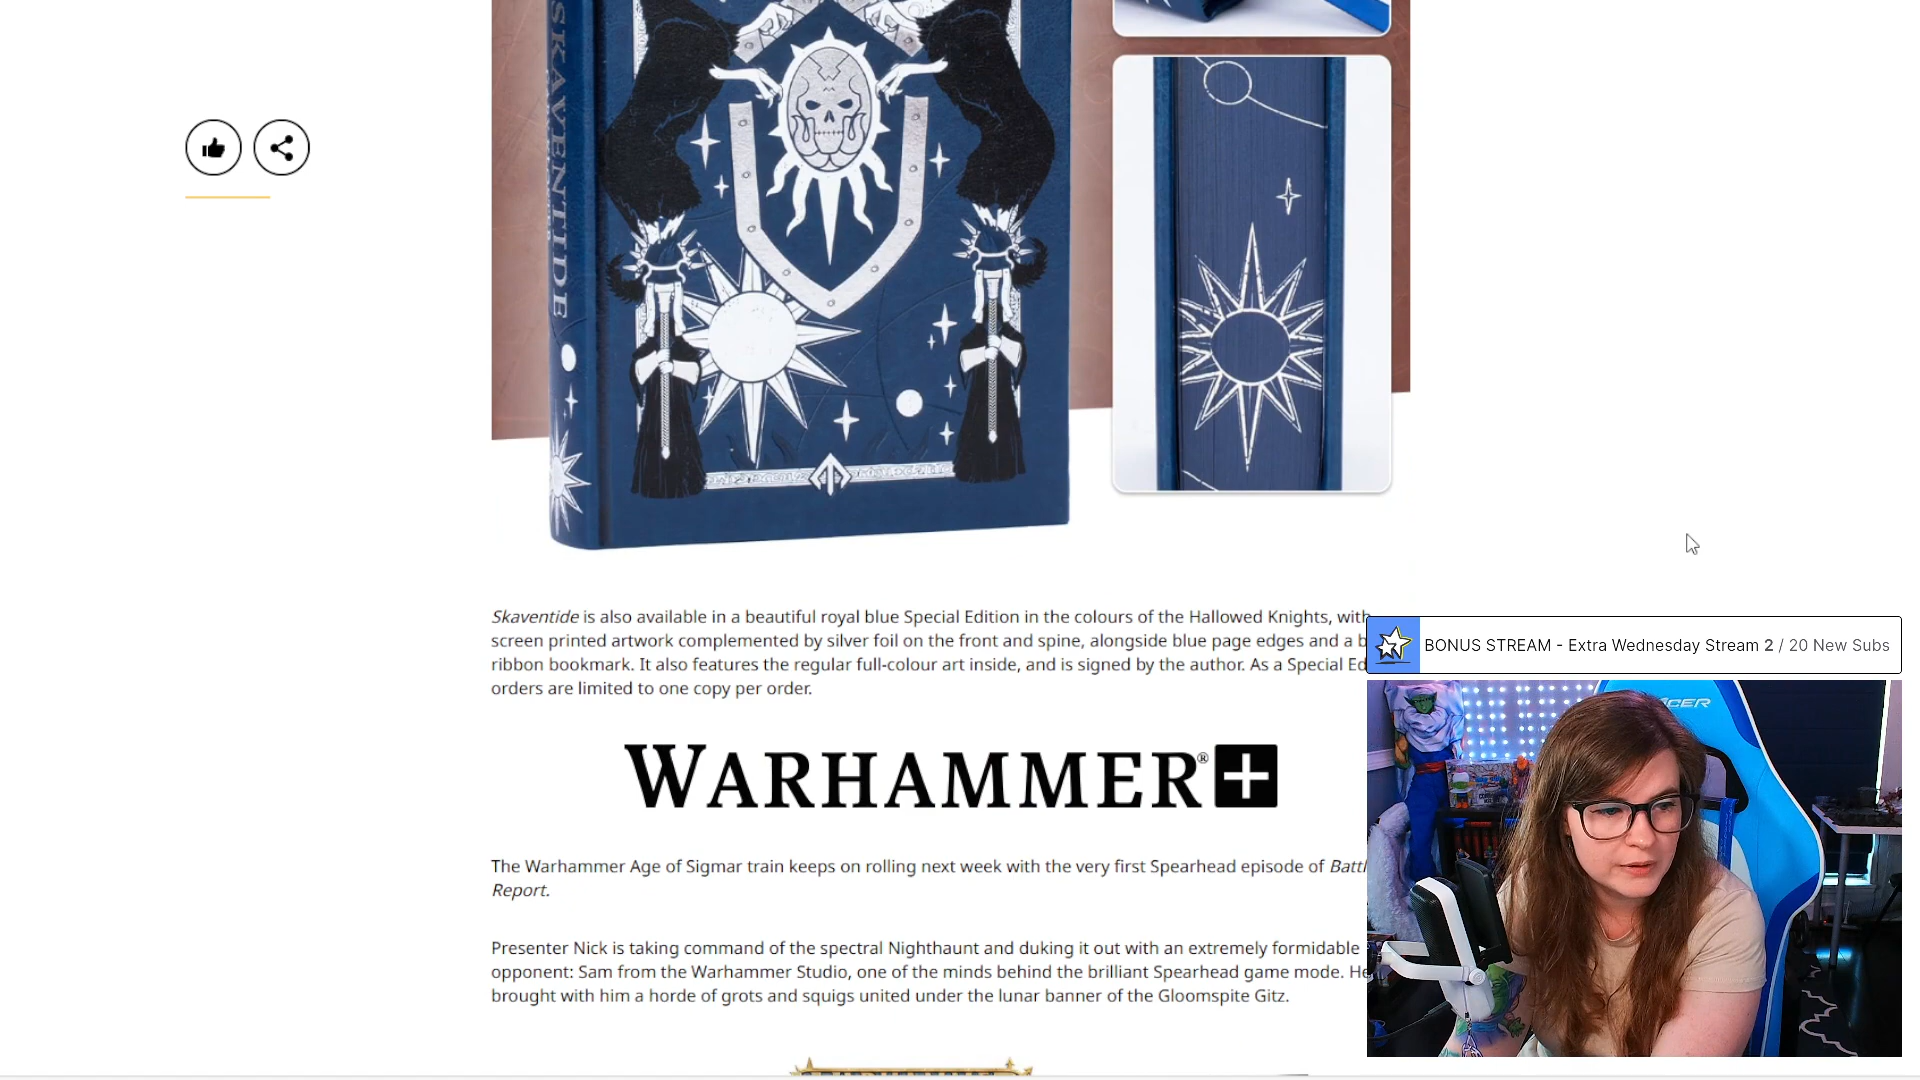 SKAVENTIDE
Skaventide is also available in a beautiful royal blue Special Edition in the colours of the Hallowed Knights, with
screen printed artwork complemented by silver foil on the front and spine, alongside blue page edges and a b
ribbon bookmark. It also features the regular full-colour art inside, and is signed by the author. As a Special Ed
orders are limited to one copy per order.
BONUS STREAM - Extra Wednesday Stream 2 / 20 New Subs
WARHAMMER®+
The Warhammer Age of Sigmar train keeps on rolling next week with the very first Spearhead episode of Battl
Report.
Presenter Nick is taking command of the spectral Nighthaunt and duking it out with an extremely formidable
opponent: Sam from the Warhammer Studio, one of the minds behind the brilliant Spearhead game mode. He
brought with him a horde of grots and squigs united under the lunar banner of the Gloomspite Gitz.